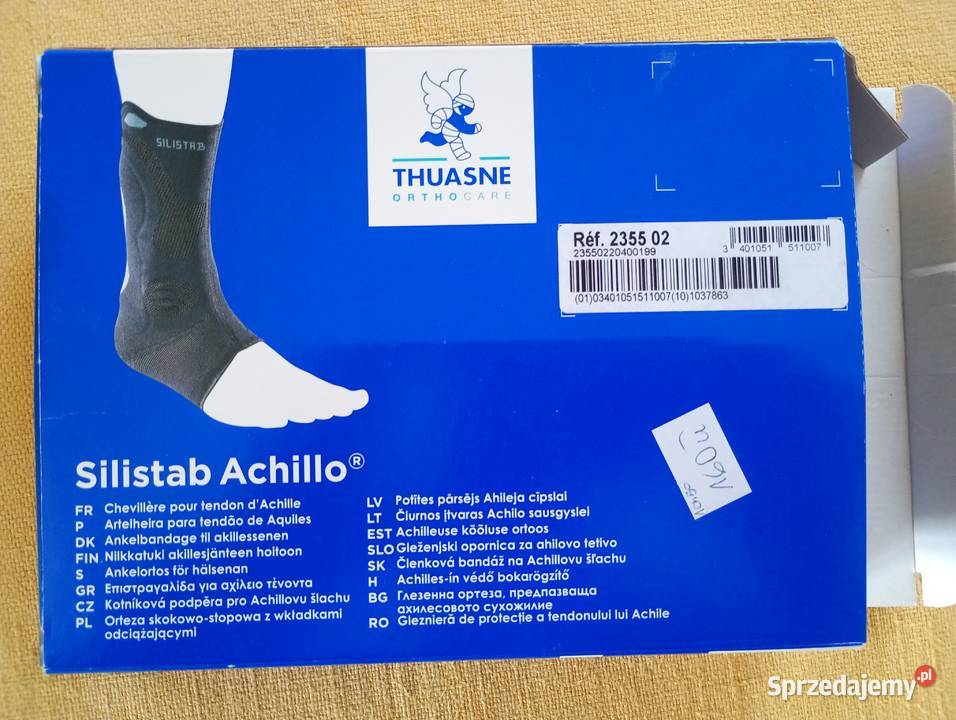 SILISTAB
THUASNE
ORTHOCARE
Réf. 2355 02
23550220400199
3 401051 511007
(01)03401051511007(10)1037863
Silistab Achillo®
FR Chevillère pour tendon d'Achille
P Artelheira para tendão de Aquiles
DK Ankelbandage til akillessenen
FIN Nilkkatuki akillesjänteen hoitoon
S Ankelortos för hälsenan
GR Επιστραγαλίδα για αχίλειο τένοντα
CZ Kotníková podpěra pro Achillovu šlachu
PL Orteza skokowo-stopowa z wkładkami
odciążającymi
LV Potītes pārsējs Ahileja cīpslai
LT Čiurnos įtvaras Achilo sausgyslei
EST Achilleuse kõõluse ortoos
SLO Gleženjski opornica za ahilovo tetivo
SK Členková bandáž na Achillovu šľachu
H Achilles-ín védő bokarögzítő
BG Глезенна ортеза, предпазваща
ахилесовото сухожилие
RO Glezneiră de protecție a tendonului lui Achile
160 zł
Sprzedajemy.pl